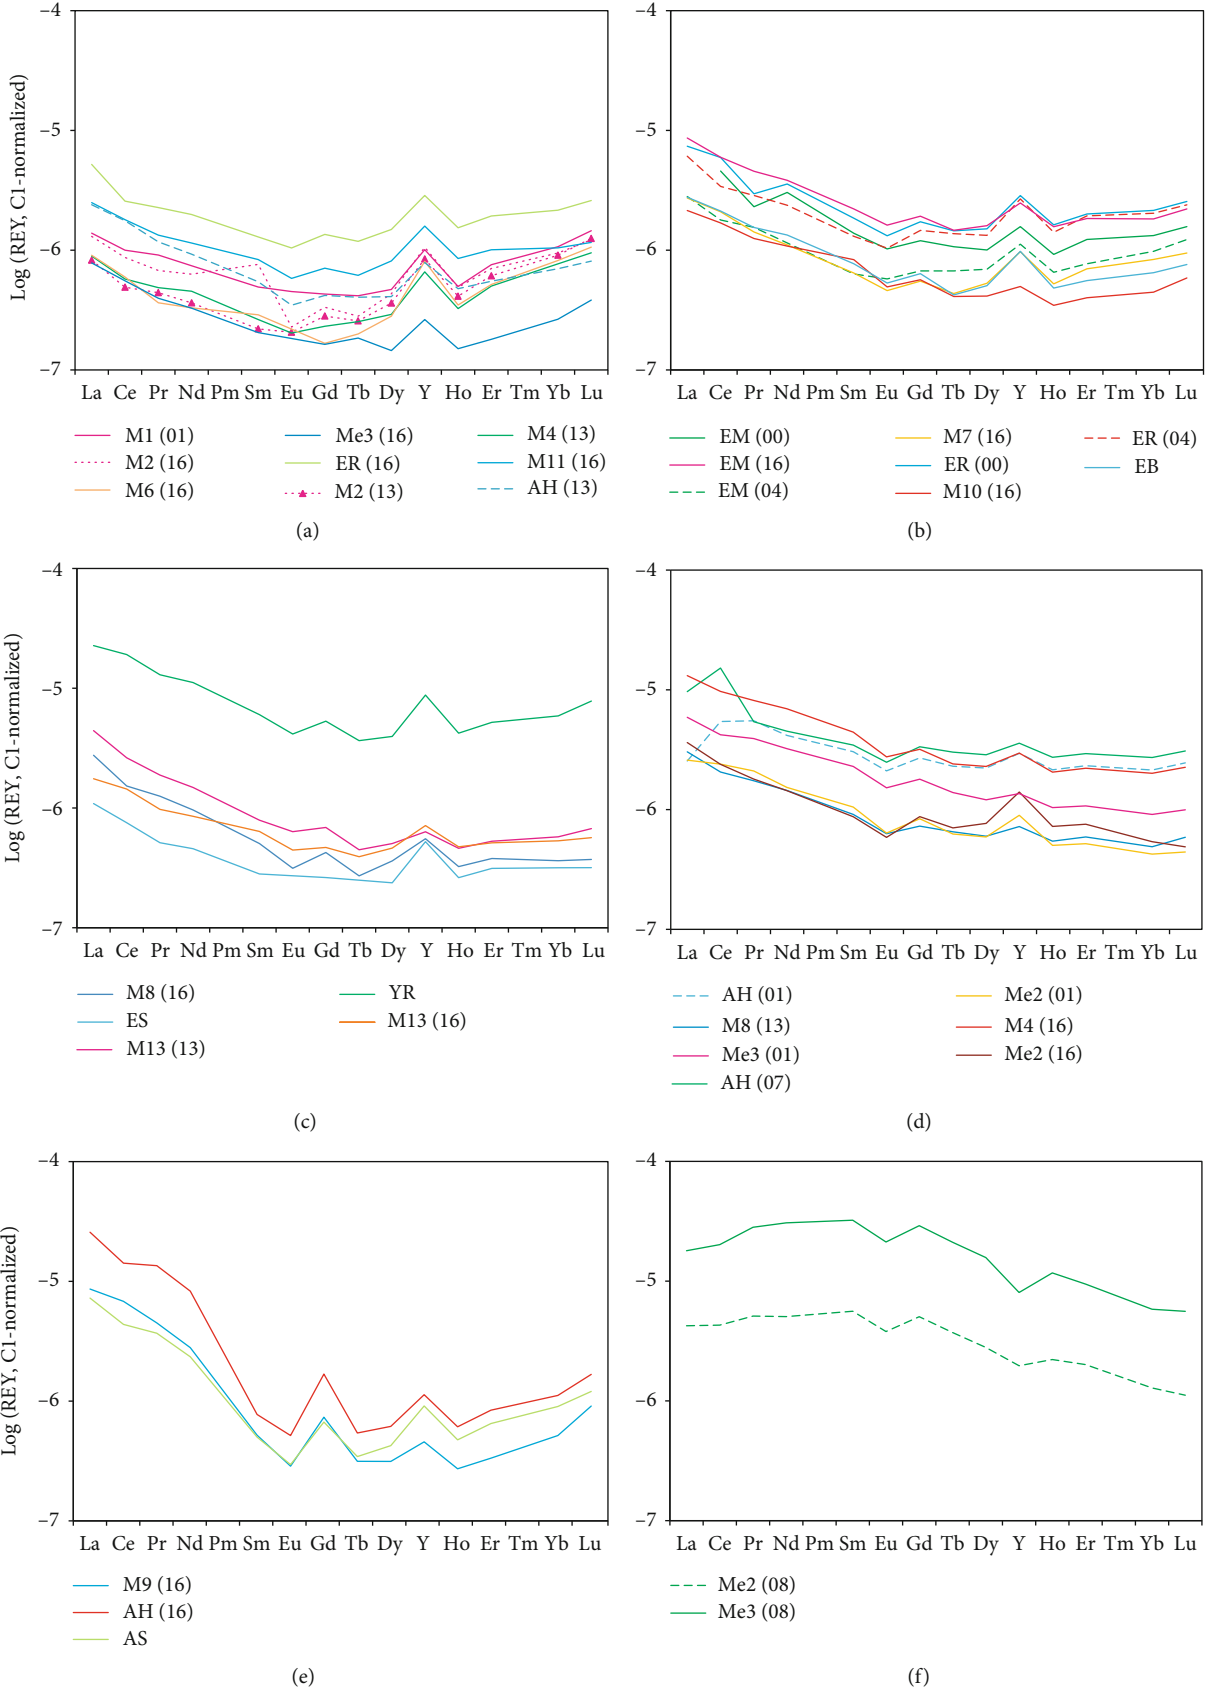 −4
−5
−6
−7
Log (REY, C1-normalized)
La Ce Pr Nd Pm Sm Eu Gd Tb Dy Y Ho Er Tm Yb Lu
M1 (01)
M2 (16)
M6 (16)
Me3 (16)
ER (16)
M2 (13)
M4 (13)
M11 (16)
AH (13)
(a)
−4
−5
−6
−7
La Ce Pr Nd Pm Sm Eu Gd Tb Dy Y Ho Er Tm Yb Lu
EM (00)
EM (16)
EM (04)
M7 (16)
ER (00)
M10 (16)
ER (04)
EB
(b)
−4
−5
−6
−7
Log (REY, C1-normalized)
La Ce Pr Nd Pm Sm Eu Gd Tb Dy Y Ho Er Tm Yb Lu
M8 (16)
ES
M13 (13)
YR
M13 (16)
(c)
−4
−5
−6
−7
La Ce Pr Nd Pm Sm Eu Gd Tb Dy Y Ho Er Tm Yb Lu
AH (01)
M8 (13)
Me3 (01)
AH (07)
Me2 (01)
M4 (16)
Me2 (16)
(d)
−4
−5
−6
−7
Log (REY, C1-normalized)
La Ce Pr Nd Pm Sm Eu Gd Tb Dy Y Ho Er Tm Yb Lu
M9 (16)
AH (16)
AS
(e)
−4
−5
−6
−7
La Ce Pr Nd Pm Sm Eu Gd Tb Dy Y Ho Er Tm Yb Lu
Me2 (08)
Me3 (08)
(f)